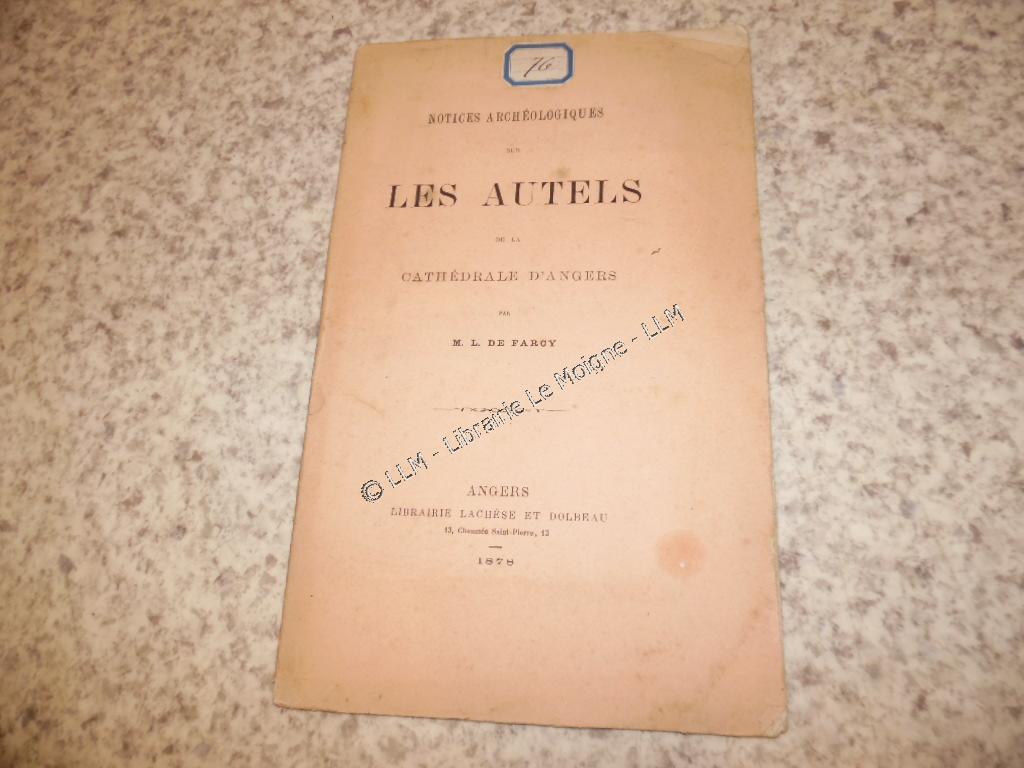 76
NOTICES ARCHÉOLOGIQUES
SUR
LES AUTELS
DE LA
CATHÉDRALE D'ANGERS
PAR
M. L. DE FARCY
© LLM - Librairie Le Moigne - LLM
ANGERS
LIBRAIRIE LACHÈSE ET DOLBEAU
13, Chaussée Saint-Pierre, 13
1878